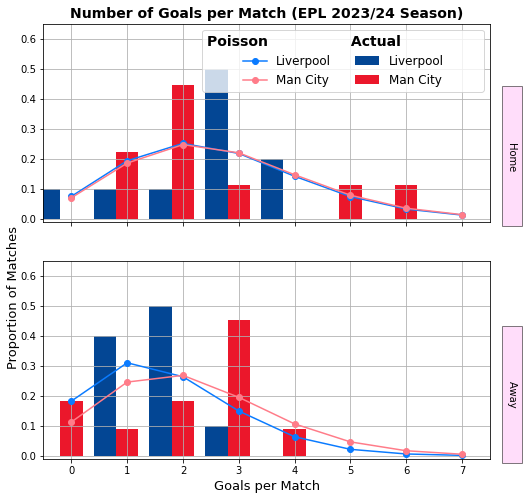 Number of Goals per Match (EPL 2023/24 Season)
Poisson Actual
Liverpool Liverpool
Man City Man City
0.6
0.5
0.4
0.3
0.2
0.1
0.0
Home
Proportion of Matches
0.6
0.5
0.4
0.3
0.2
0.1
0.0
Away
0 1 2 3 4 5 6 7
Goals per Match